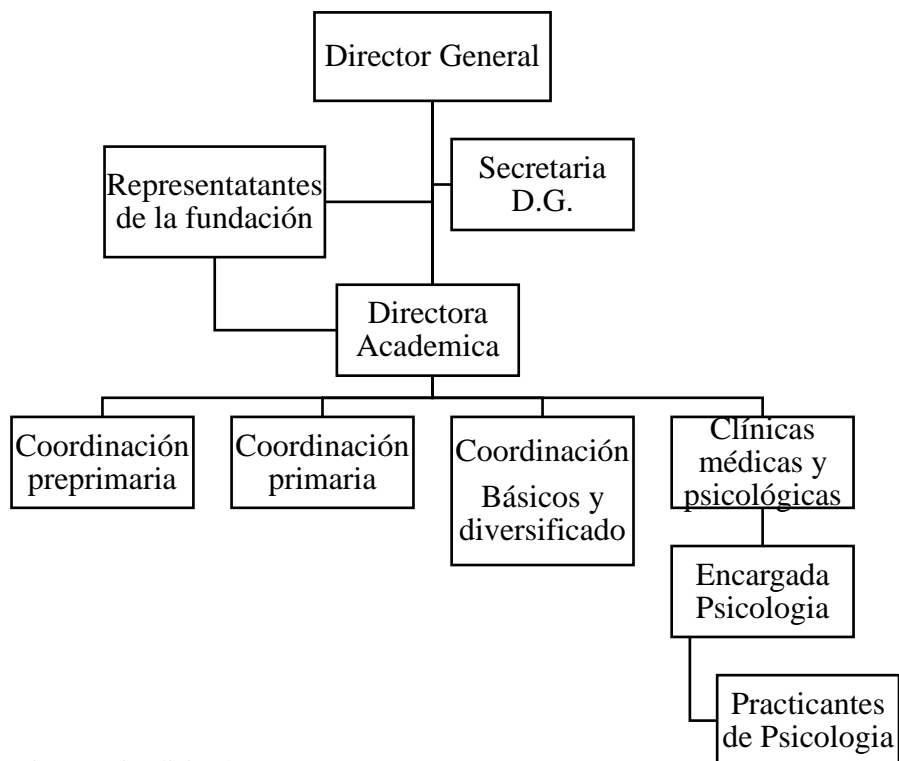 Director General
Secretaria
D.G.
Representatantes
de la fundación
Directora
Academica
Coordinación
preprimaria
Coordinación
primaria
Coordinación
Básicos y
diversificado
Clínicas
médicas y
psicológicas
Encargada
Psicologia
Practicantes
de Psicologia